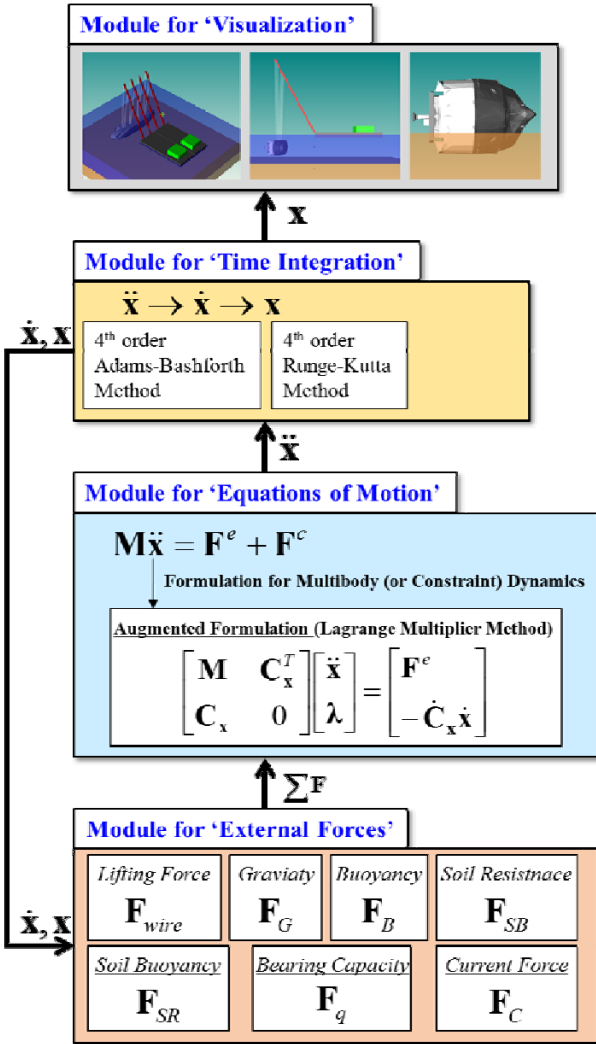 Module for ‘Visualization’
x
Module for ‘Time Integration’
ẍ → ẋ → x
ẋ, x
4th order
Adams-Bashforth
Method
4th order
Runge-Kutta
Method
ẍ
Module for ‘Equations of Motion’
Mẍ = F^e + F^c
Formulation for Multibody (or Constraint) Dynamics
Augmented Formulation (Lagrange Multiplier Method)
[M C_x^T] [ẍ] = [F^e]
[C_x 0] [λ] [−Ċ_x ẋ]
∑F
Module for ‘External Forces’
ẋ, x
Lifting Force Graviaty Buoyancy Soil Resistnace
F_wire F_G F_B F_SB
Soil Buoyancy Bearing Capacity Current Force
F_SR F_q F_C